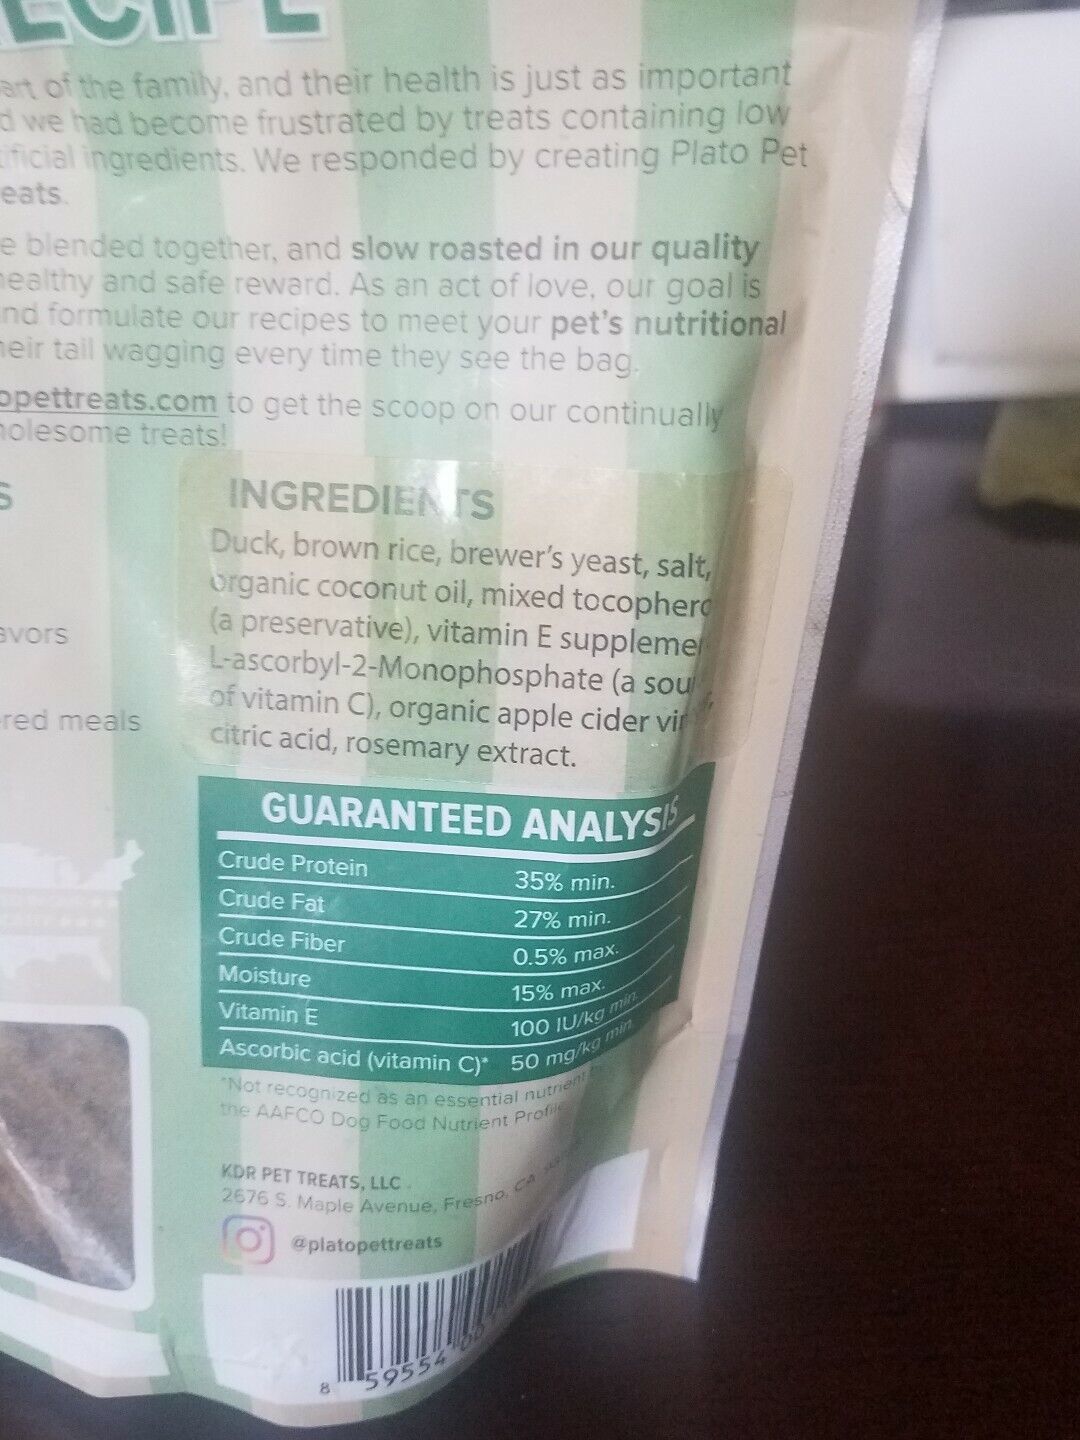 ECIPE
art of the family, and their health is just as important
d we had become frustrated by treats containing low
tificial ingredients. We responded by creating Plato Pet
eats.
e blended together, and slow roasted in our quality
healthy and safe reward. As an act of love, our goal is
nd formulate our recipes to meet your pet's nutritional
heir tail wagging every time they see the bag.
opettreats.com to get the scoop on our continually
holesome treats!
S
avors
red meals
INGREDIENTS
Duck, brown rice, brewer's yeast, salt,
organic coconut oil, mixed tocophero
(a preservative), vitamin E suppleme
L-ascorbyl-2-Monophosphate (a sou
of vitamin C), organic apple cider vi
citric acid, rosemary extract.
GUARANTEED ANALYSIS
Crude Protein 35% min.
Crude Fat 27% min.
Crude Fiber 0.5% max.
Moisture 15% max.
Vitamin E 100 IU/kg min.
Ascorbic acid (vitamin C)* 50 mg/kg min.
*Not recognized as an essential nutrient
the AAFCO Dog Food Nutrient Profile
KDR PET TREATS, LLC
2676 S. Maple Avenue, Fresno, CA
@platopettreats
8 59554